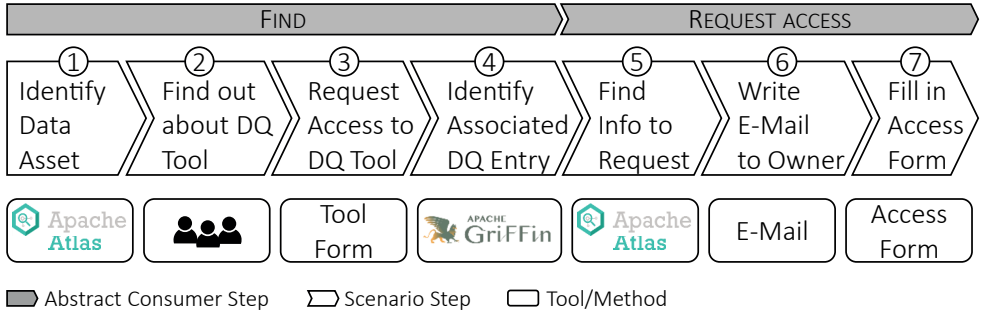 FIND
REQUEST ACCESS
1
Identify
Data
Asset
2
Find out
about DQ
Tool
3
Request
Access to
DQ Tool
4
Identify
Associated
DQ Entry
5
Find
Info to
Request
6
Write
E-Mail
to Owner
7
Fill in
Access
Form
Apache
Atlas
Tool
Form
APACHE
GriFFin
Apache
Atlas
E-Mail
Access
Form
Abstract Consumer Step
Scenario Step
Tool/Method